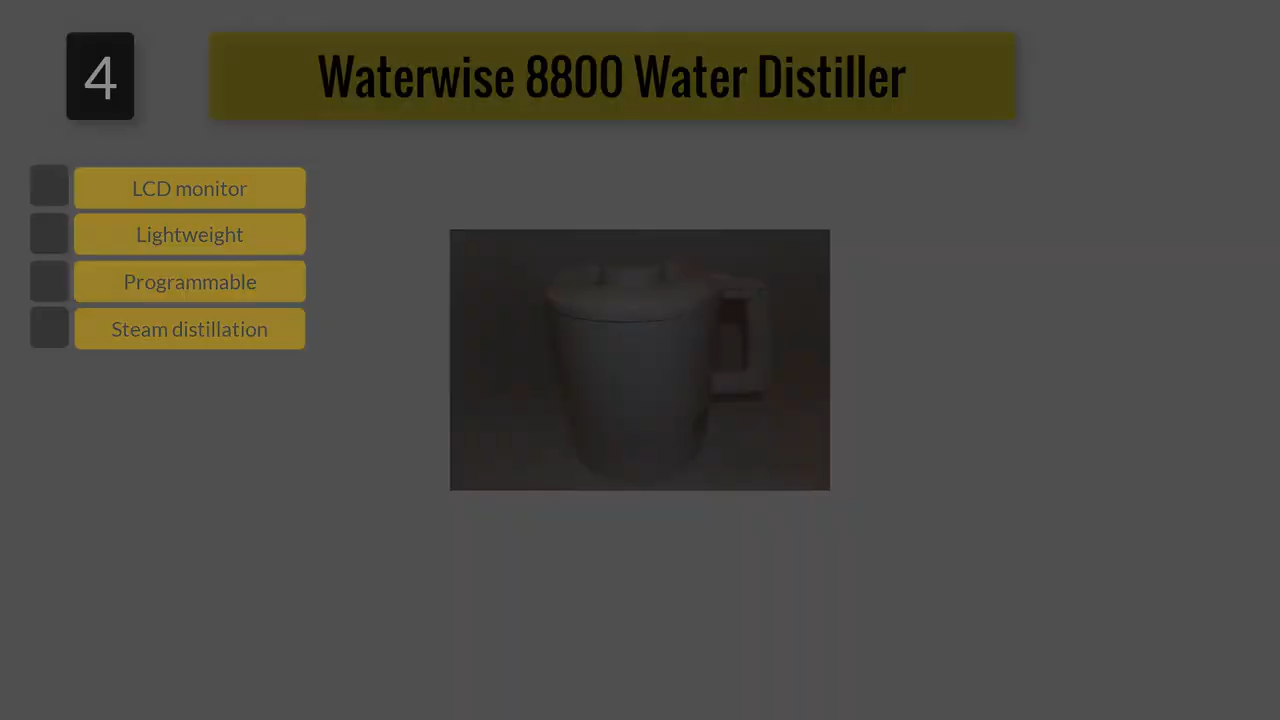 4
Waterwise 8800 Water Distiller
LCD monitor
Lightweight
Programmable
Steam distillation